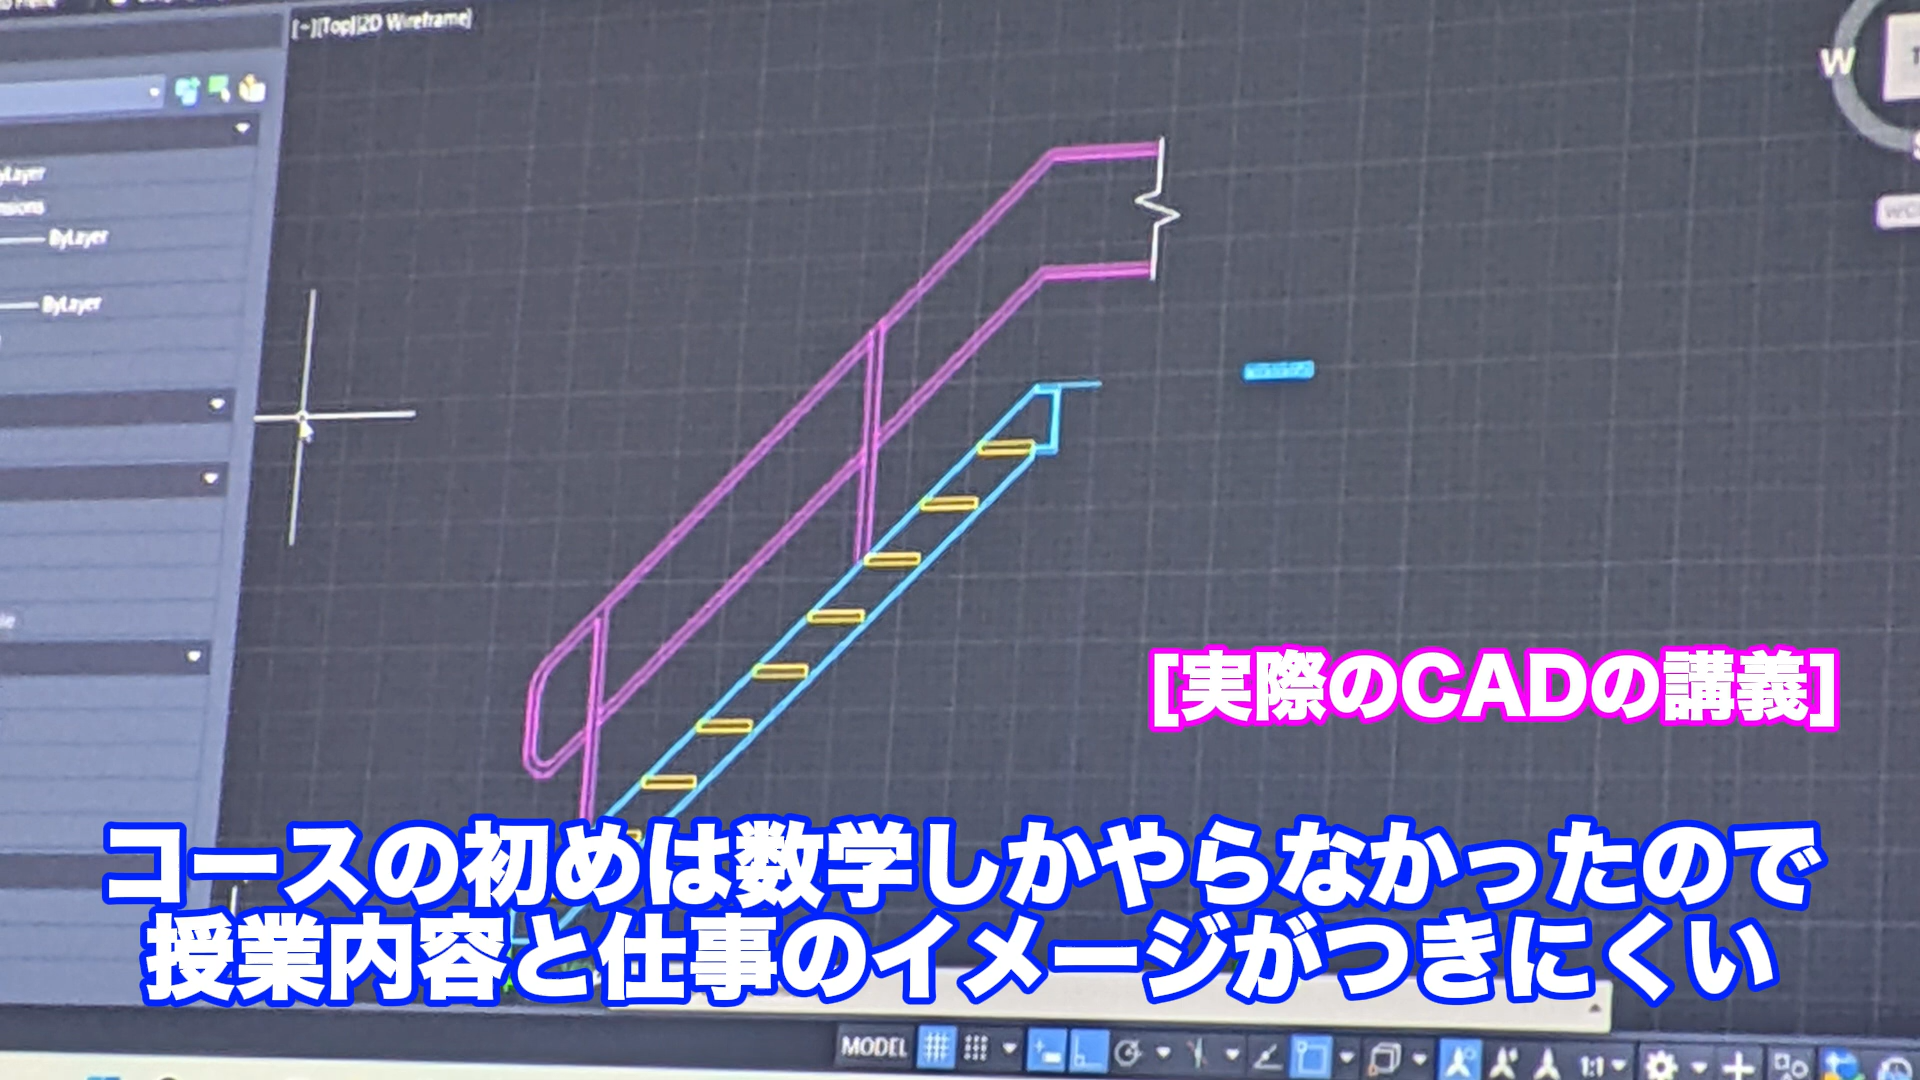 [−][Top][2D Wireframe]
W
ByLayer
ByLayer
[実際のCADの講義]
コースの初めは数学しかやらなかったので
授業内容と仕事のイメージがつきにくい
MODEL
1:1